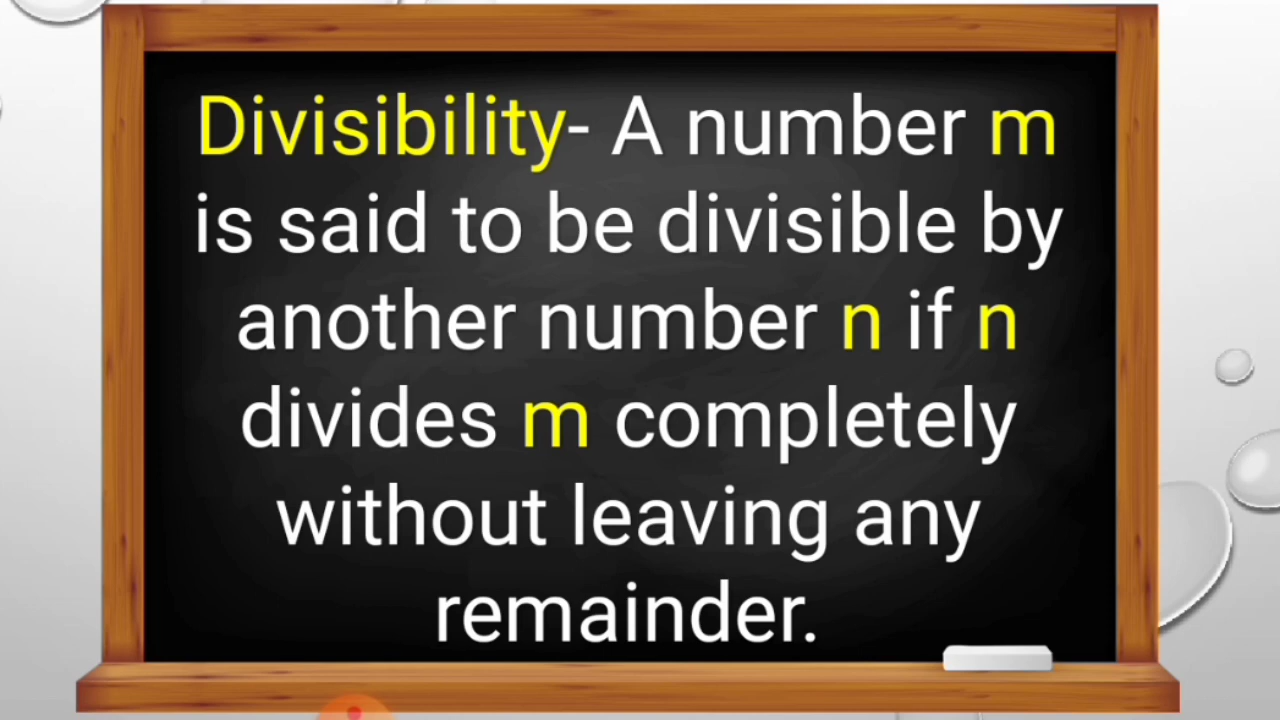 Divisibility- A number m
is said to be divisible by
another number n if n
divides m completely
without leaving any
remainder.